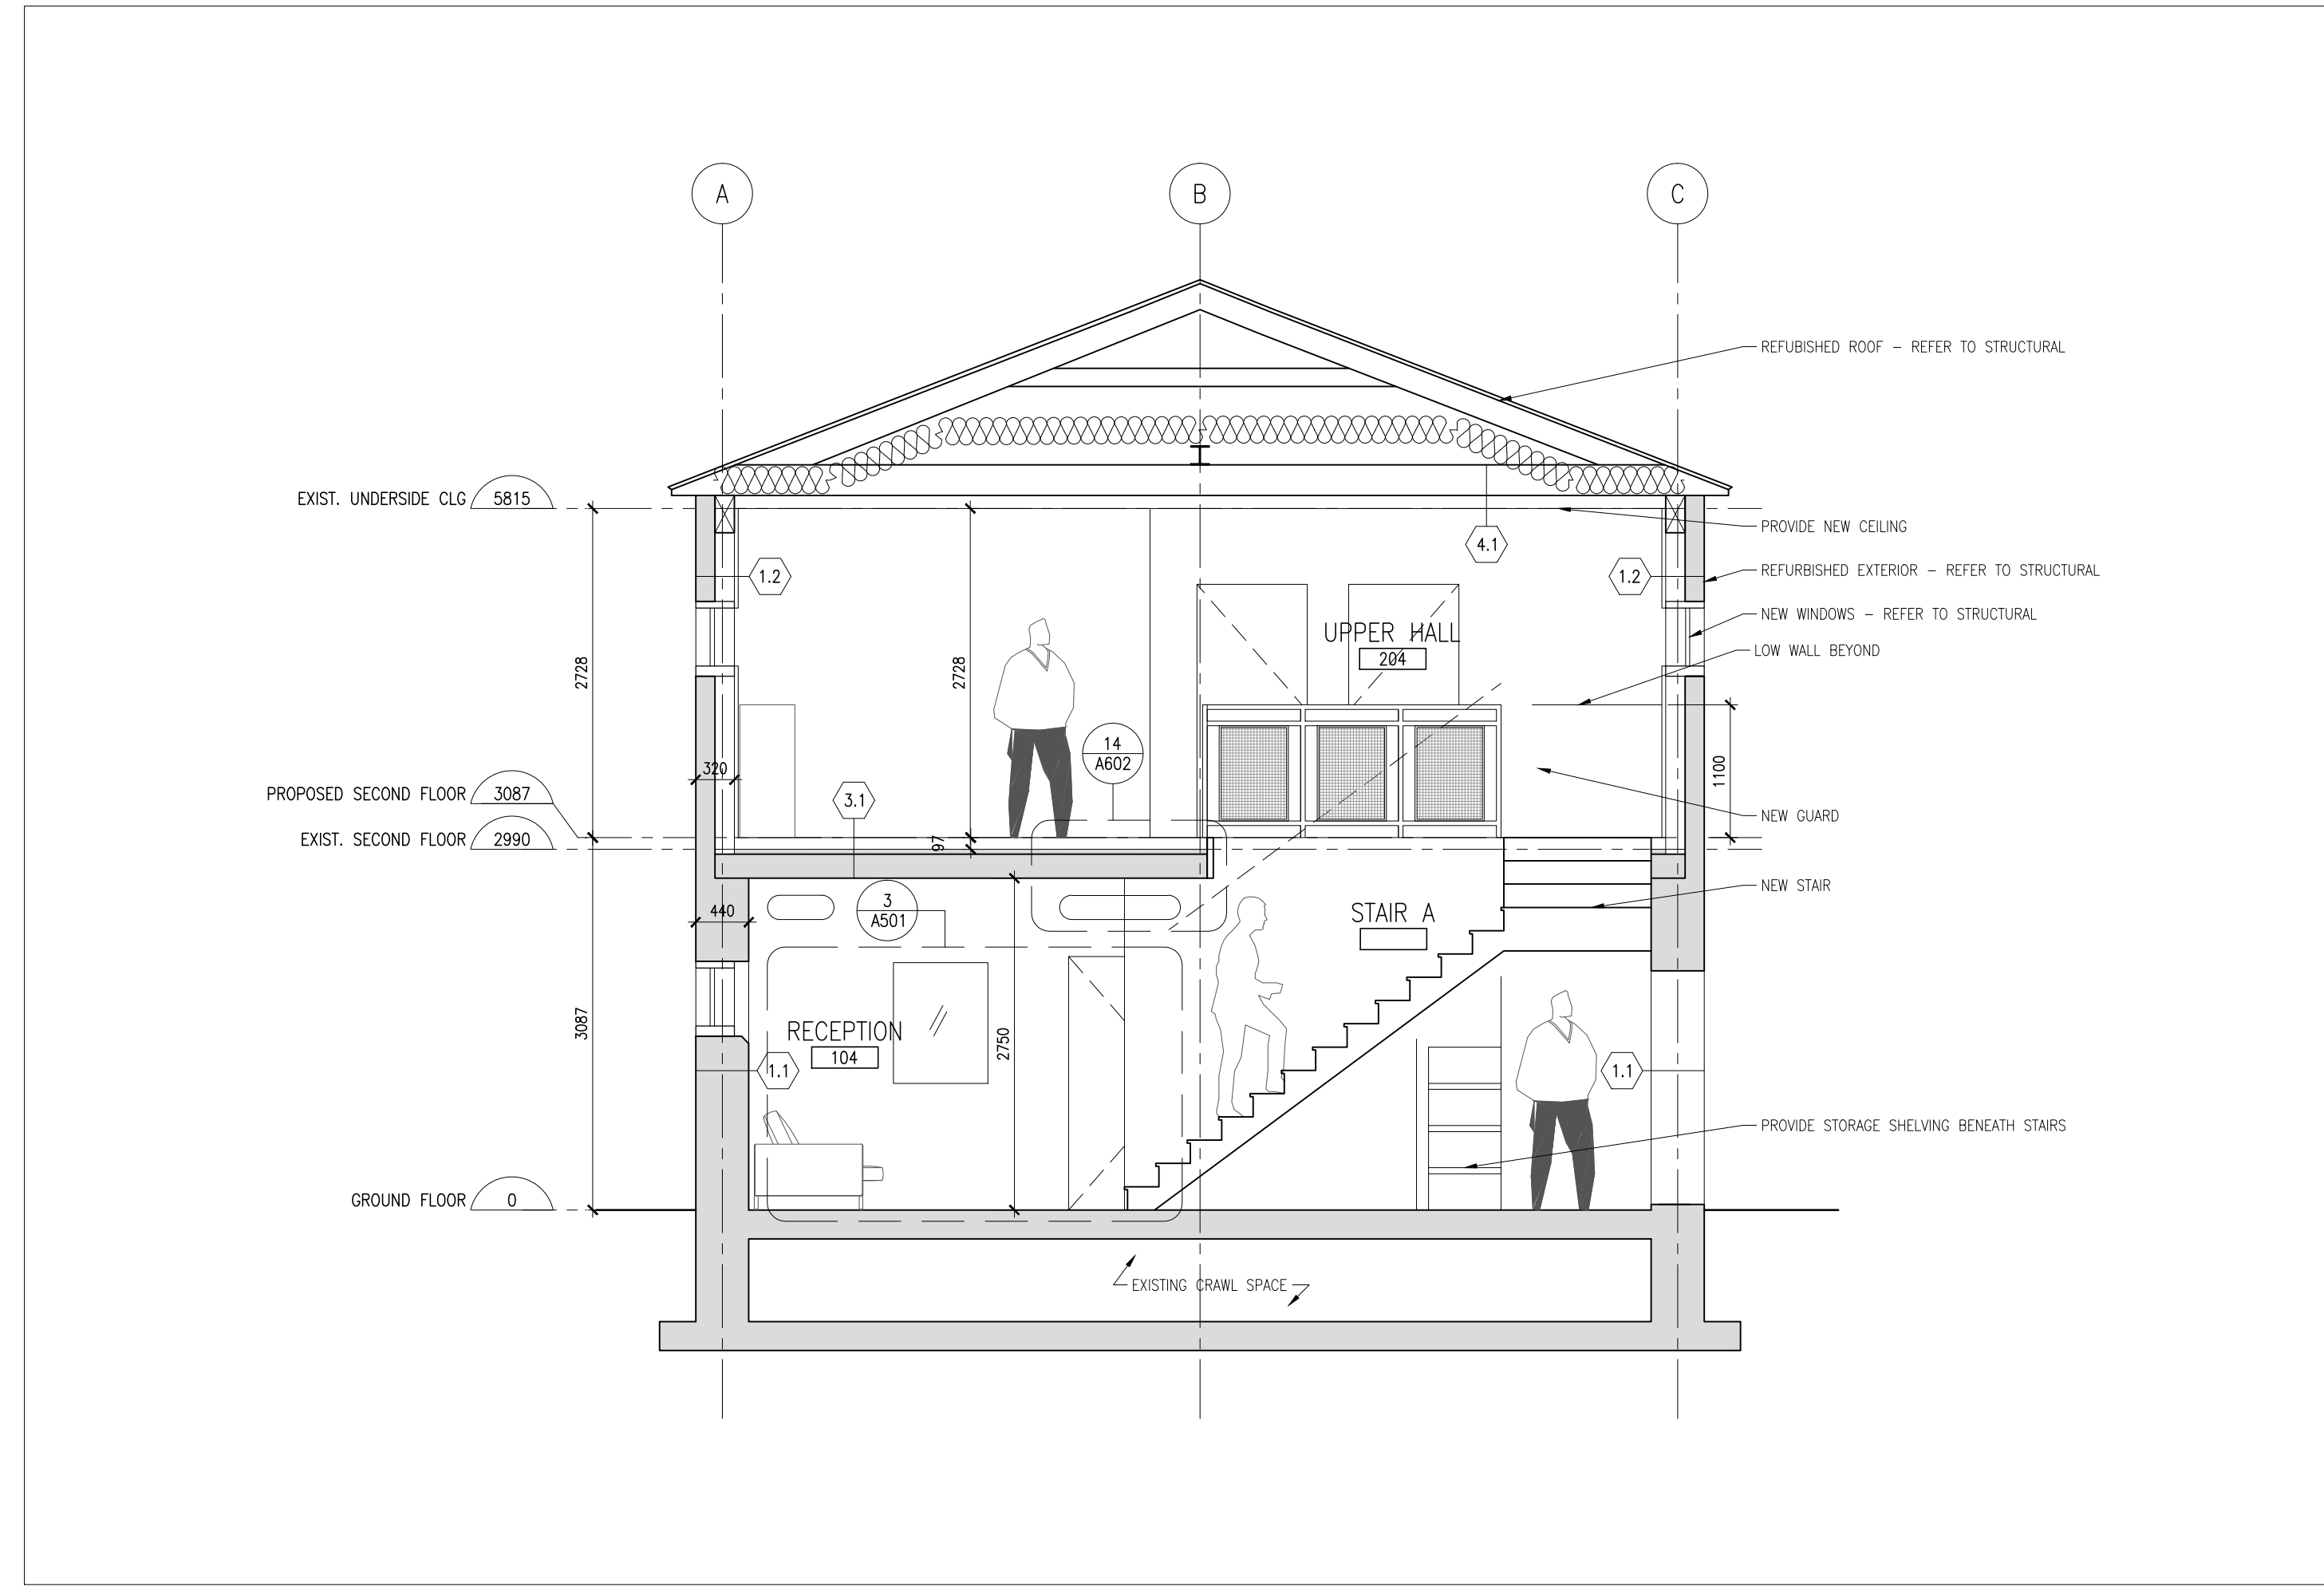 A
B
C
REFUBISHED ROOF – REFER TO STRUCTURAL
EXIST. UNDERSIDE CLG 5815
PROVIDE NEW CEILING
4.1
1.2
1.2
REFURBISHED EXTERIOR – REFER TO STRUCTURAL
NEW WINDOWS – REFER TO STRUCTURAL
UPPER HALL
204
LOW WALL BEYOND
2728
2728
14
A602
320
1100
PROPOSED SECOND FLOOR 3087
3.1
NEW GUARD
EXIST. SECOND FLOOR 2990
97
NEW STAIR
3
A501
440
STAIR A
3087
RECEPTION
104
2750
1.1
1.1
PROVIDE STORAGE SHELVING BENEATH STAIRS
GROUND FLOOR 0
EXISTING CRAWL SPACE